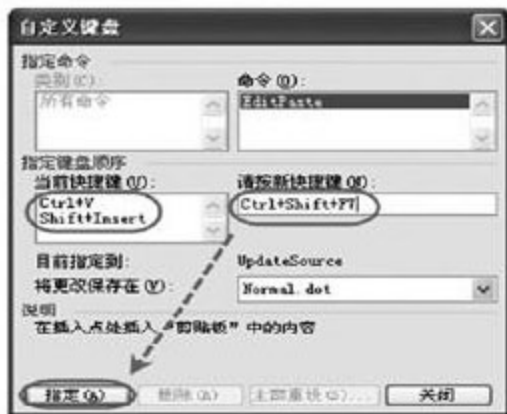 自定义键盘
指定命令
类别(C): 命令(O):
所有命令 EditPaste
指定键盘顺序
当前快捷键(U): 请按新快捷键(N):
Ctrl+V Ctrl+Shift+F7
Shift+Insert
目前指定到: UpdateSource
将更改保存在(V): Normal.dot
说明
在插入点处插入“剪贴板”中的内容
指定(A) 删除(R) 全部重设(S)... 关闭